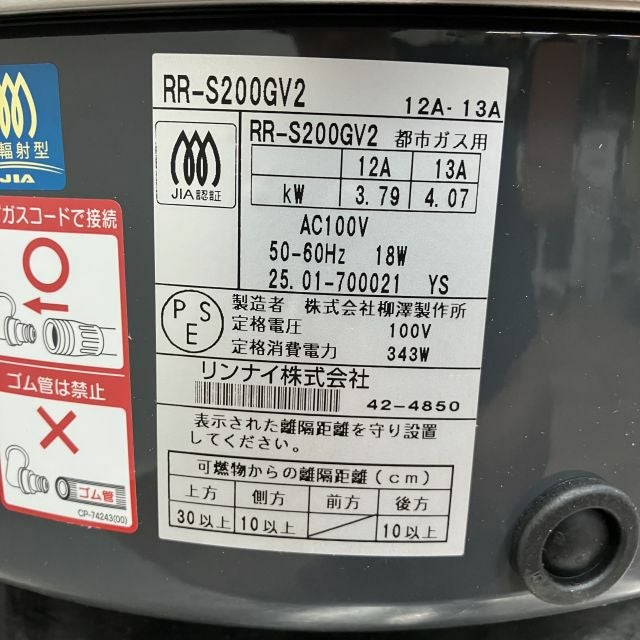 輻射型
JIA
ガスコードで接続
ゴム管は禁止
ゴム管
CP-74243(00)
RR-S200GV2 12A-13A
JIA認証
RR-S200GV2 都市ガス用
12A 13A
kW 3.79 4.07
AC100V
50-60Hz 18W
25.01-700021 YS
PSE
製造者 株式会社柳澤製作所
定格電圧 100V
定格消費電力 343W
リンナイ株式会社
42-4850
表示された離隔距離を守り設置
してください。
可燃物からの離隔距離(cm)
上方 側方 前方 後方
30以上 10以上 10以上